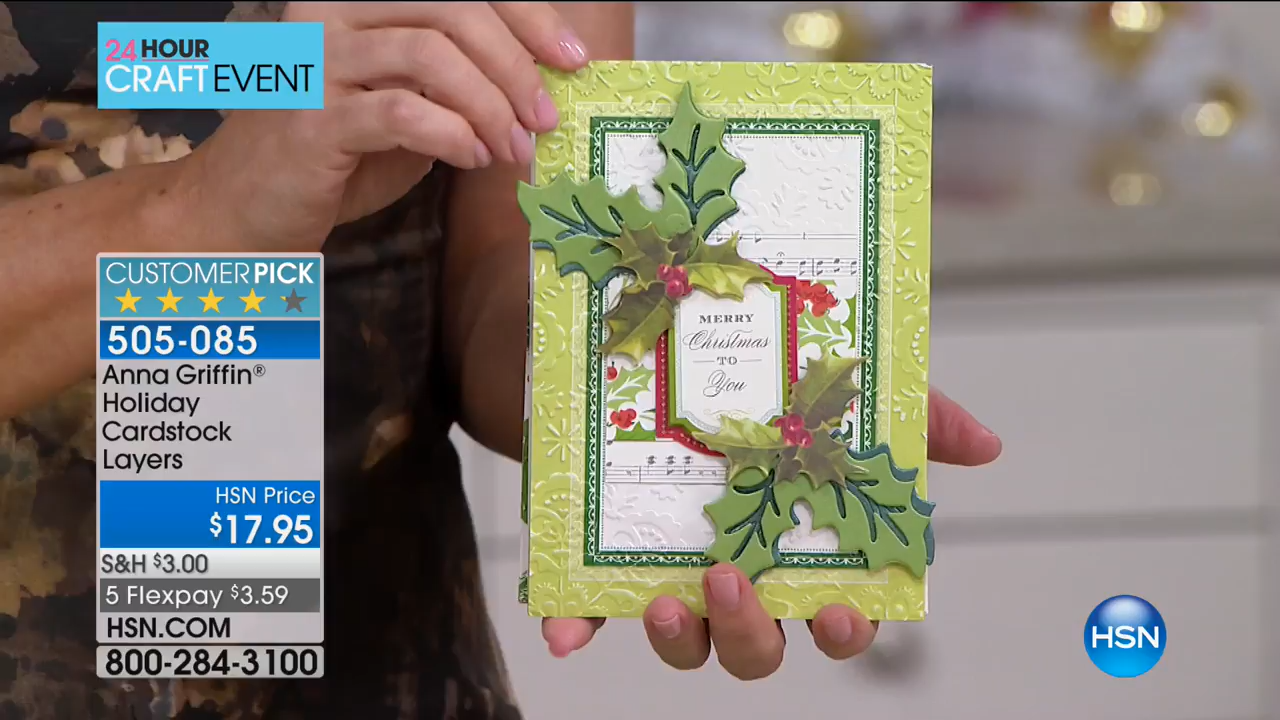 24 HOUR
CRAFT EVENT
CUSTOMER PICK
505-085
Anna Griffin®
Holiday
Cardstock
Layers
HSN Price
$17.95
S&H $3.00
5 Flexpay $3.59
HSN.COM
800-284-3100
MERRY
Christmas
TO
You
HSN